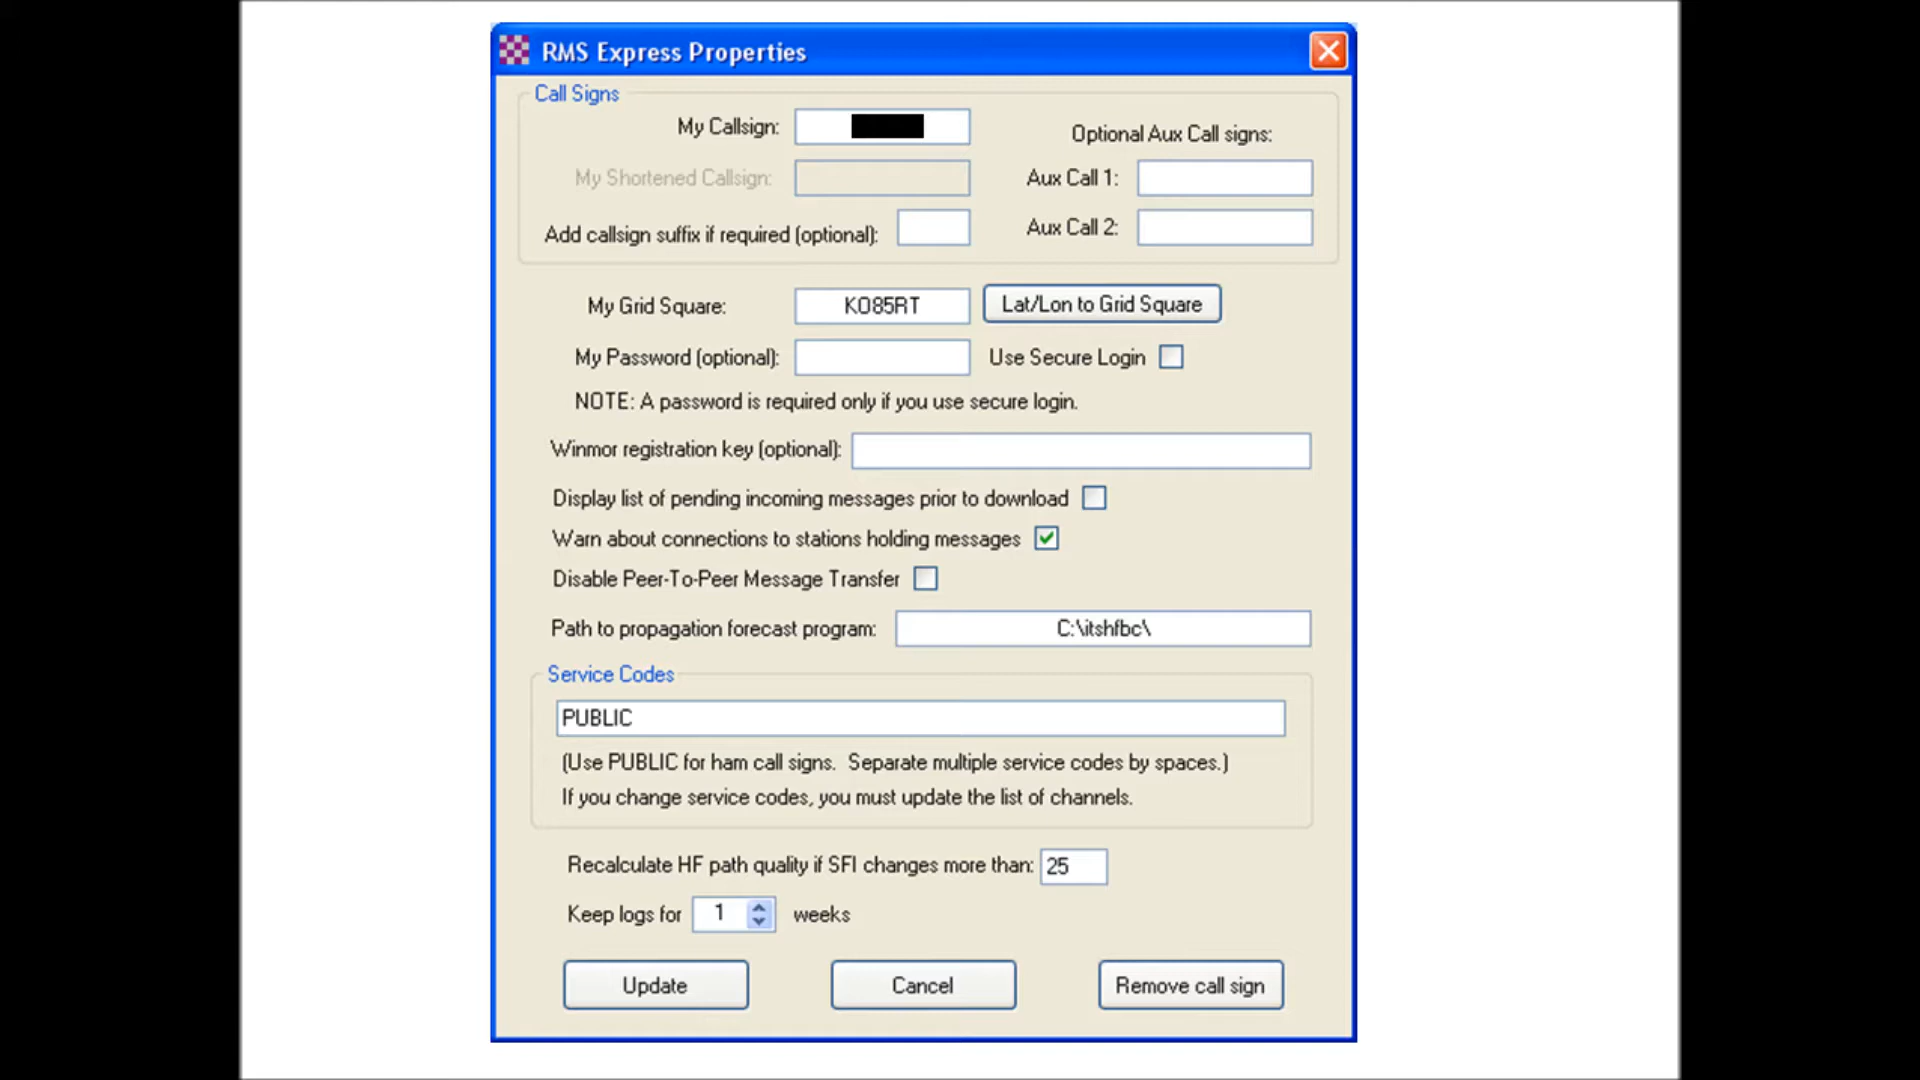 RMS Express Properties
Call Signs
My Callsign:
Optional Aux Call signs:
My Shortened Callsign:
Aux Call 1:
Add callsign suffix if required (optional):
Aux Call 2:
My Grid Square: KO85RT Lat/Lon to Grid Square
My Password (optional): Use Secure Login
NOTE: A password is required only if you use secure login.
Winmor registration key (optional):
Display list of pending incoming messages prior to download
Warn about connections to stations holding messages
Disable Peer-To-Peer Message Transfer
Path to propagation forecast program: C:\itshfbc\
Service Codes
PUBLIC
(Use PUBLIC for ham call signs.  Separate multiple service codes by spaces.)
If you change service codes, you must update the list of channels.
Recalculate HF path quality if SFI changes more than: 25
Keep logs for 1 weeks
Update Cancel Remove call sign